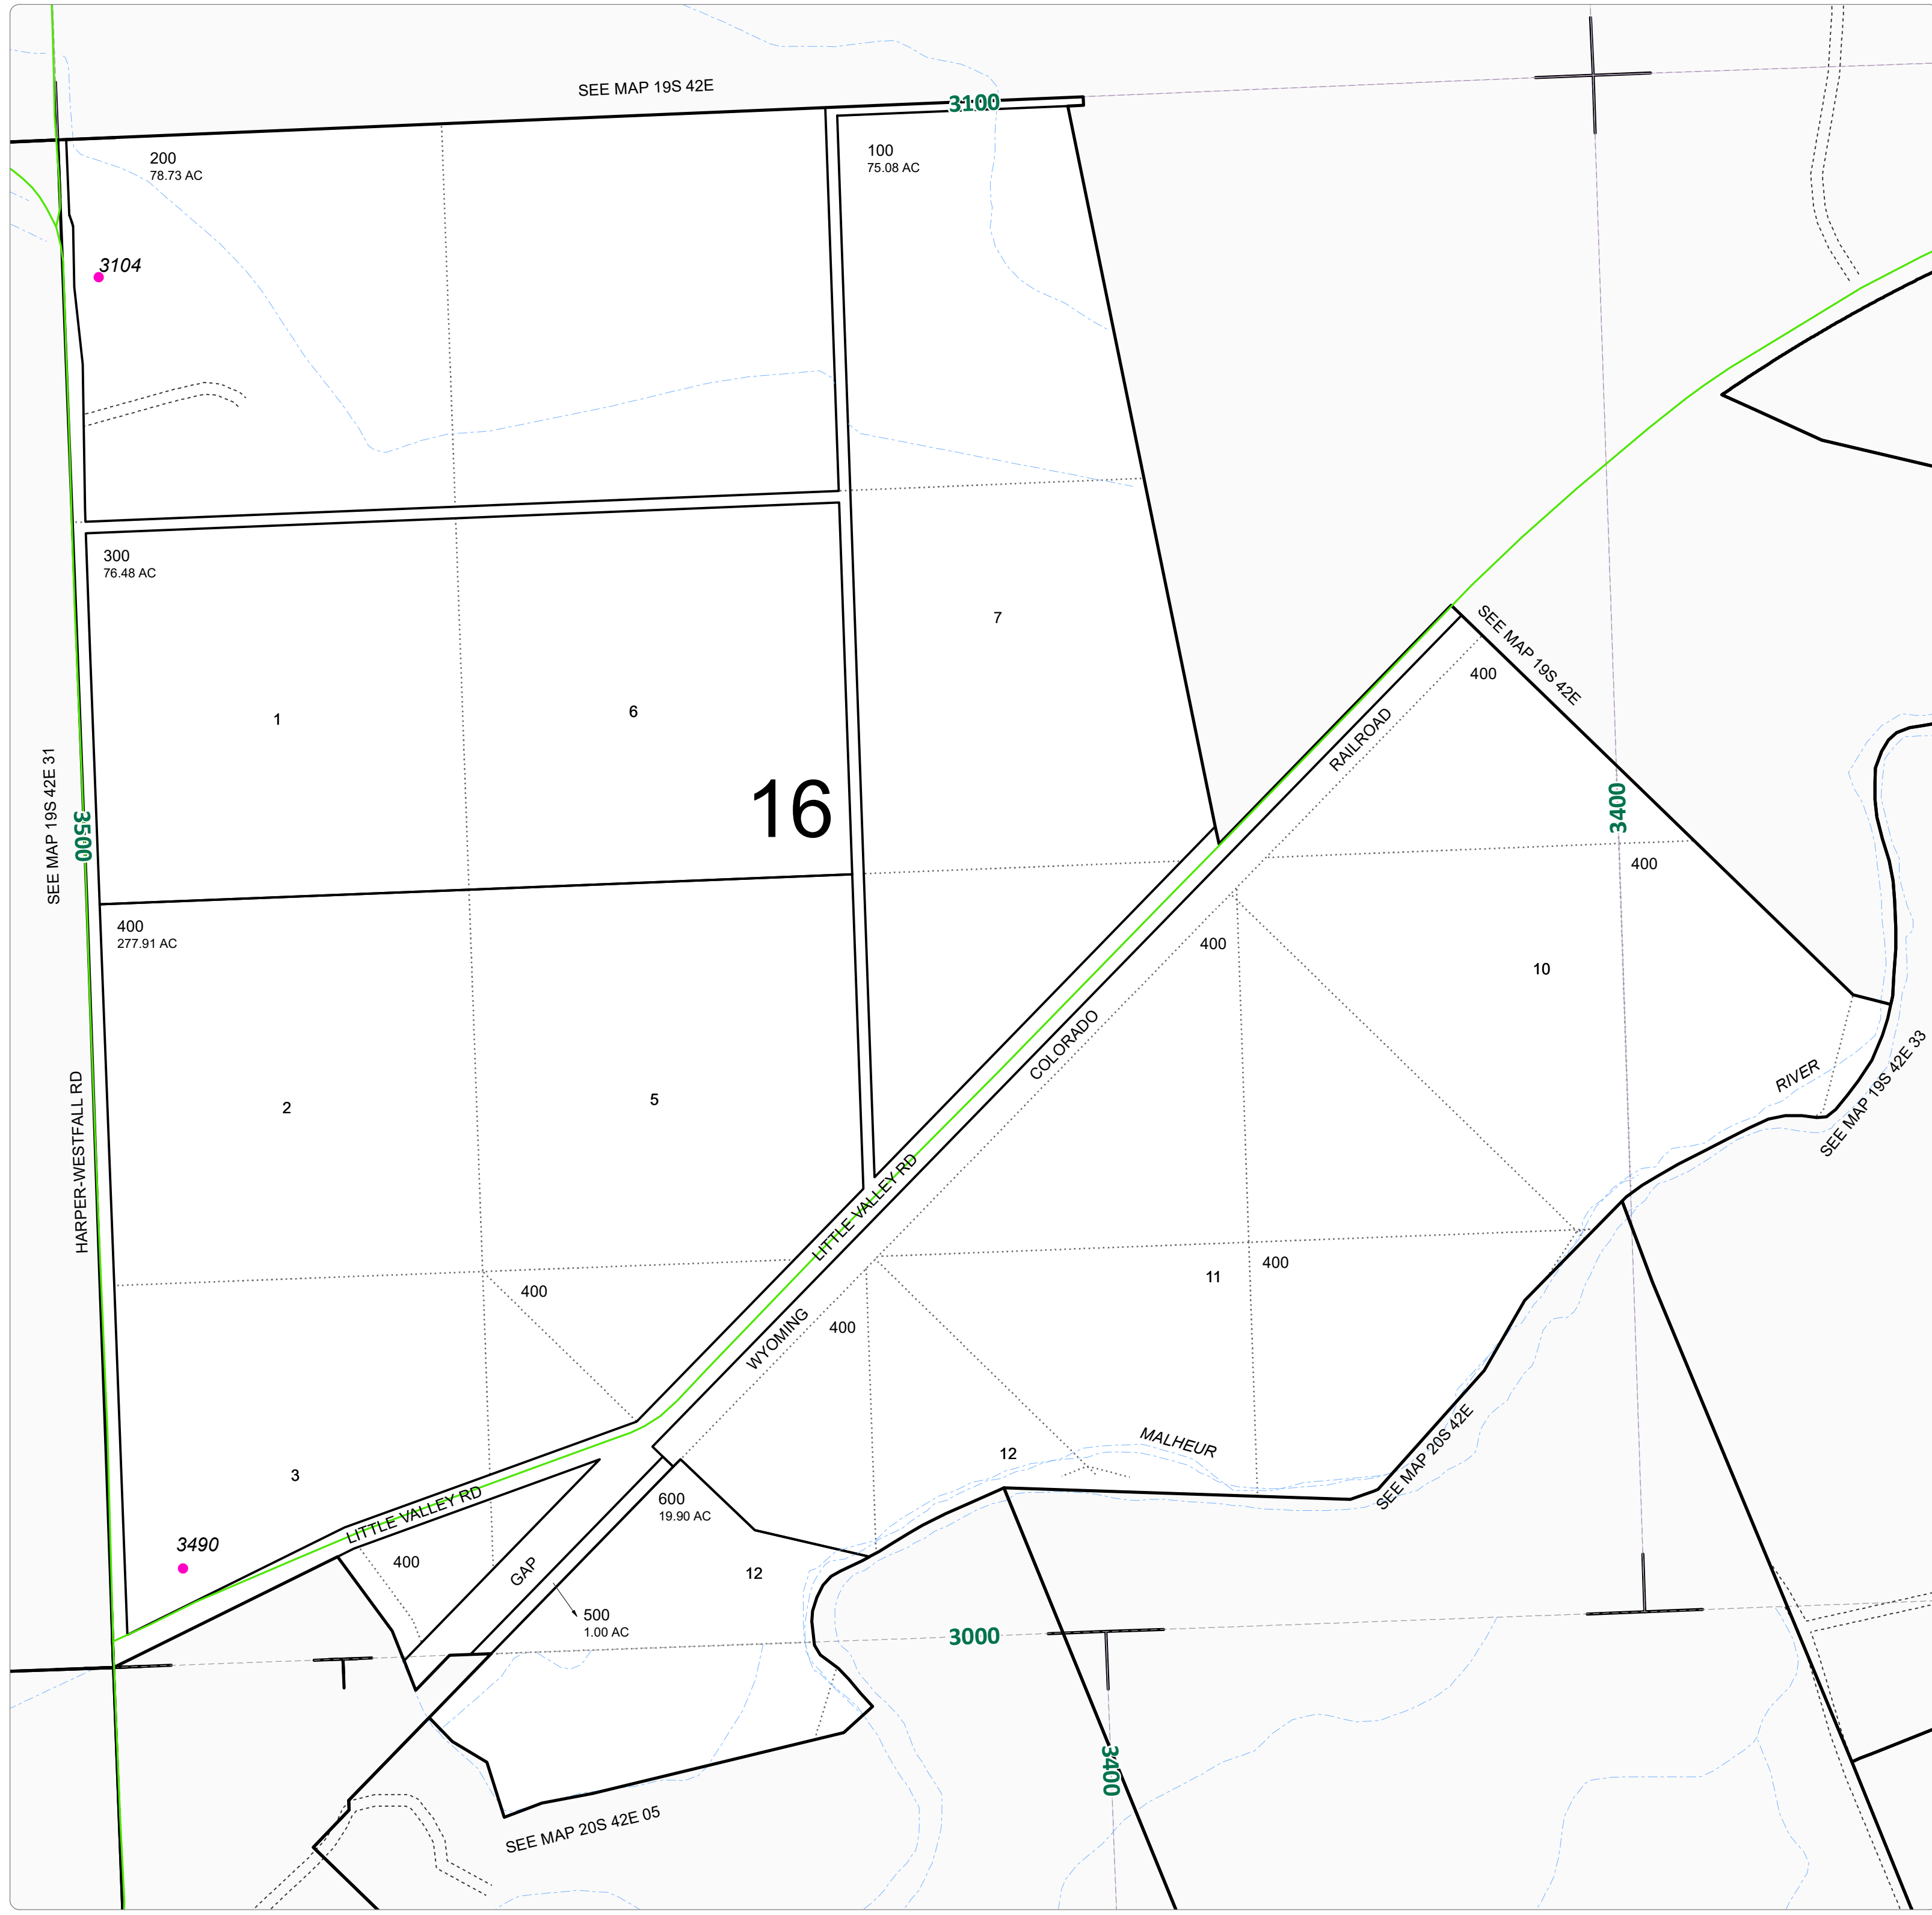 SEE MAP 19S 42E
3100
200
78.73 AC
100
75.08 AC
3104
300
76.48 AC
7
400
SEE MAP 19S 42E
1
6
RAILROAD
16
3400
SEE MAP 19S 42E 31
3500
400
400
277.91 AC
400
10
COLORADO
RIVER
SEE MAP 19S 42E 33
2
5
HARPER-WESTFALL RD
LITTLE VALLEY RD
400
11
400
WYOMING
400
MALHEUR
12
SEE MAP 20S 42E
3
LITTLE VALLEY RD
600
19.90 AC
3490
400
GAP
12
500
1.00 AC
3000
3400
SEE MAP 20S 42E 05